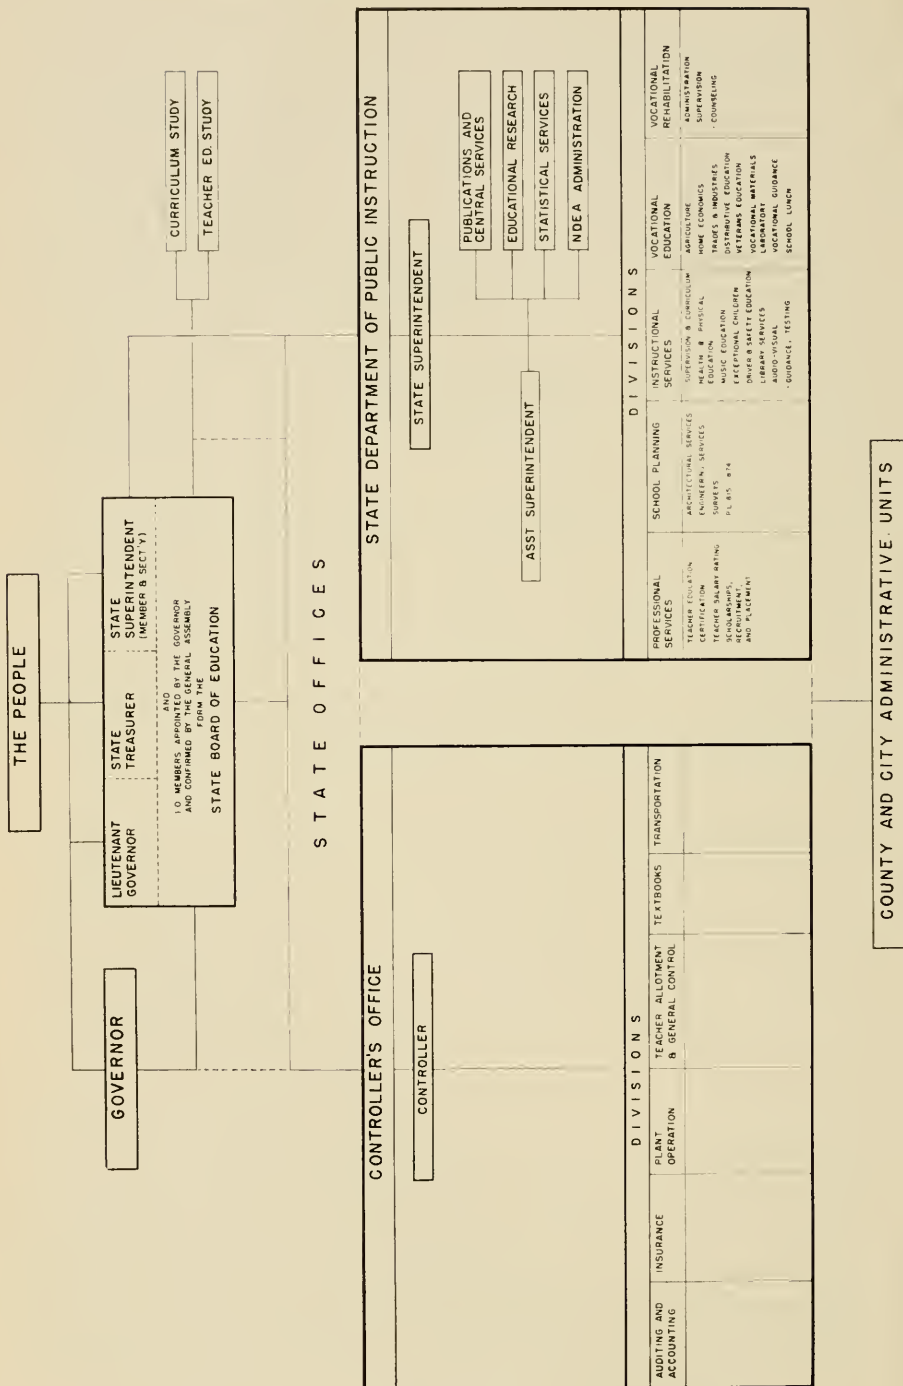 THE PEOPLE
GOVERNOR
LIEUTENANT
GOVERNOR
STATE
TREASURER
STATE
SUPERINTENDENT
(MEMBER & SECT'Y)
AND
10 MEMBERS APPOINTED BY THE GOVERNOR
AND CONFIRMED BY THE GENERAL ASSEMBLY
FORM THE
STATE BOARD OF EDUCATION
CURRICULUM STUDY
TEACHER ED. STUDY
STATE OFFICES
CONTROLLER'S OFFICE
CONTROLLER
DIVISIONS
AUDITING AND
ACCOUNTING
INSURANCE
PLANT
OPERATION
TEACHER ALLOTMENT
& GENERAL CONTROL
TEXTBOOKS
TRANSPORTATION
STATE DEPARTMENT OF PUBLIC INSTRUCTION
STATE SUPERINTENDENT
ASST SUPERINTENDENT
PUBLICATIONS AND
CENTRAL SERVICES
EDUCATIONAL RESEARCH
STATISTICAL SERVICES
NDEA ADMINISTRATION
DIVISIONS
PROFESSIONAL
SERVICES
TEACHER EDUCATION
CERTIFICATION
TEACHER SALARY RATING
SCHOLARSHIPS,
RECRUITMENT,
AND PLACEMENT
SCHOOL PLANNING
ARCHITECTURAL SERVICES
ENGINEERING SERVICES
SURVEYS
P.L. 815 874
INSTRUCTIONAL
SERVICES
SUPERVISION & CURRICULUM
HEALTH & PHYSICAL
EDUCATION
MUSIC EDUCATION
EXCEPTIONAL CHILDREN
DRIVER & SAFETY EDUCATION
LIBRARY SERVICES
AUDIO-VISUAL
GUIDANCE, TESTING
VOCATIONAL
EDUCATION
AGRICULTURE
HOME ECONOMICS
TRADES & INDUSTRIES
DISTRIBUTIVE EDUCATION
VETERANS EDUCATION
VOCATIONAL MATERIALS
LABORATORY
VOCATIONAL GUIDANCE
SCHOOL LUNCH
VOCATIONAL
REHABILITATION
ADMINISTRATION
SUPERVISION
COUNSELING
COUNTY AND CITY ADMINISTRATIVE UNITS